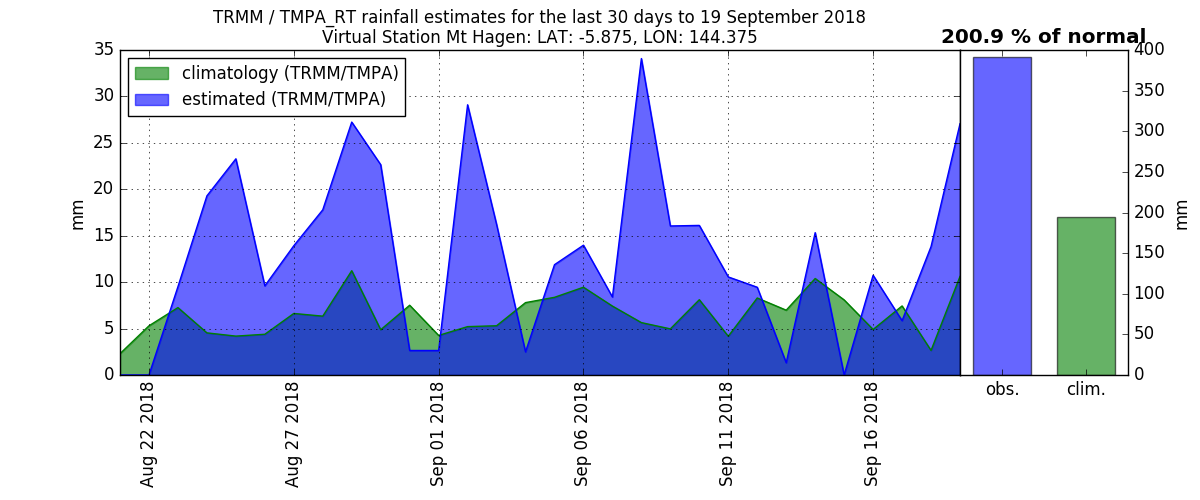 TRMM / TMPA_RT rainfall estimates for the last 30 days to 19 September 2018
Virtual Station Mt Hagen: LAT: -5.875, LON: 144.375
200.9 % of normal
climatology (TRMM/TMPA)
estimated (TRMM/TMPA)
mm
35
30
25
20
15
10
5
0
Aug 22 2018
Aug 27 2018
Sep 01 2018
Sep 06 2018
Sep 11 2018
Sep 16 2018
400
350
300
250
200
150
100
50
0
mm
obs.
clim.